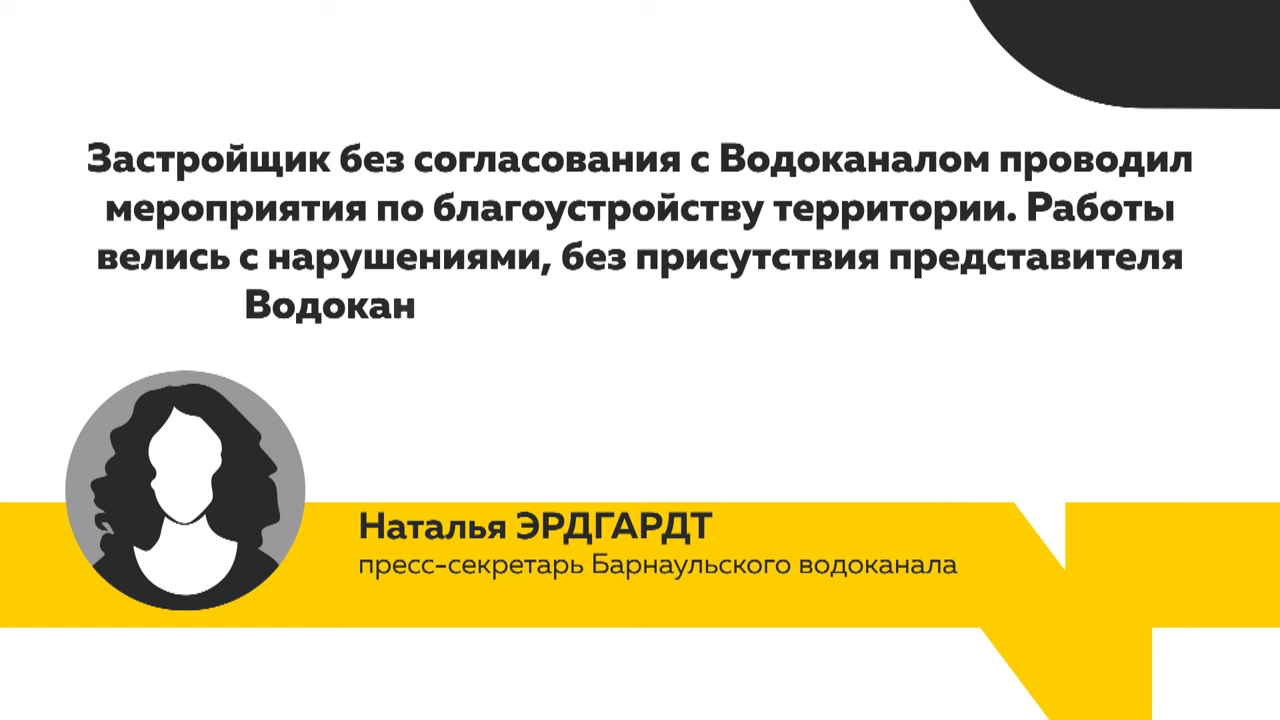 Застройщик без согласования с Водоканалом проводил
мероприятия по благоустройству территории. Работы
велись с нарушениями, без присутствия представителя
Водокан
Наталья ЭРДГАРДТ
пресс-секретарь Барнаульского водоканала